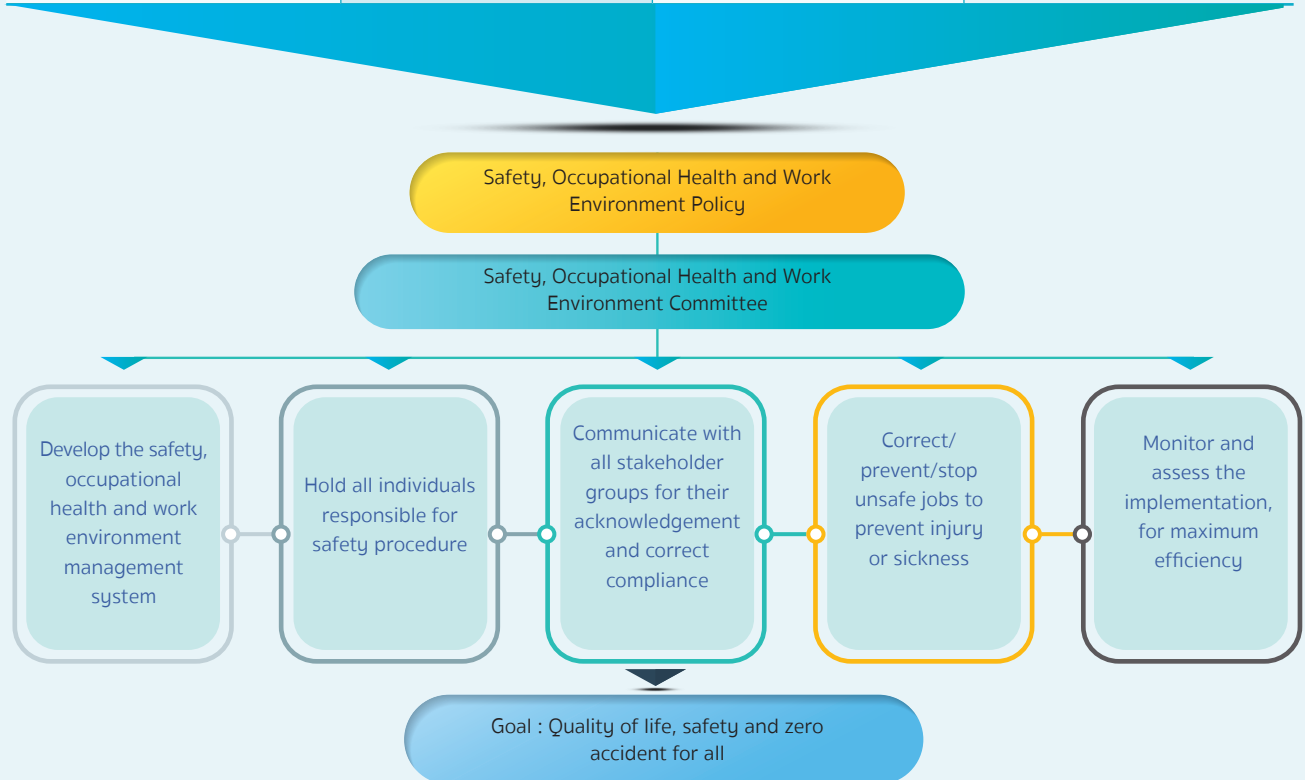 Safety, Occupational Health and Work
Environment Policy
Safety, Occupational Health and Work
Environment Committee
Develop the safety,
occupational
health and work
environment
management
system
Hold all individuals
responsible for
safety procedure
Communicate with
all stakeholder
groups for their
acknowledgement
and correct
compliance
Correct/
prevent/stop
unsafe jobs to
prevent injury
or sickness
Monitor and
assess the
implementation,
for maximum
efficiency
Goal : Quality of life, safety and zero
accident for all